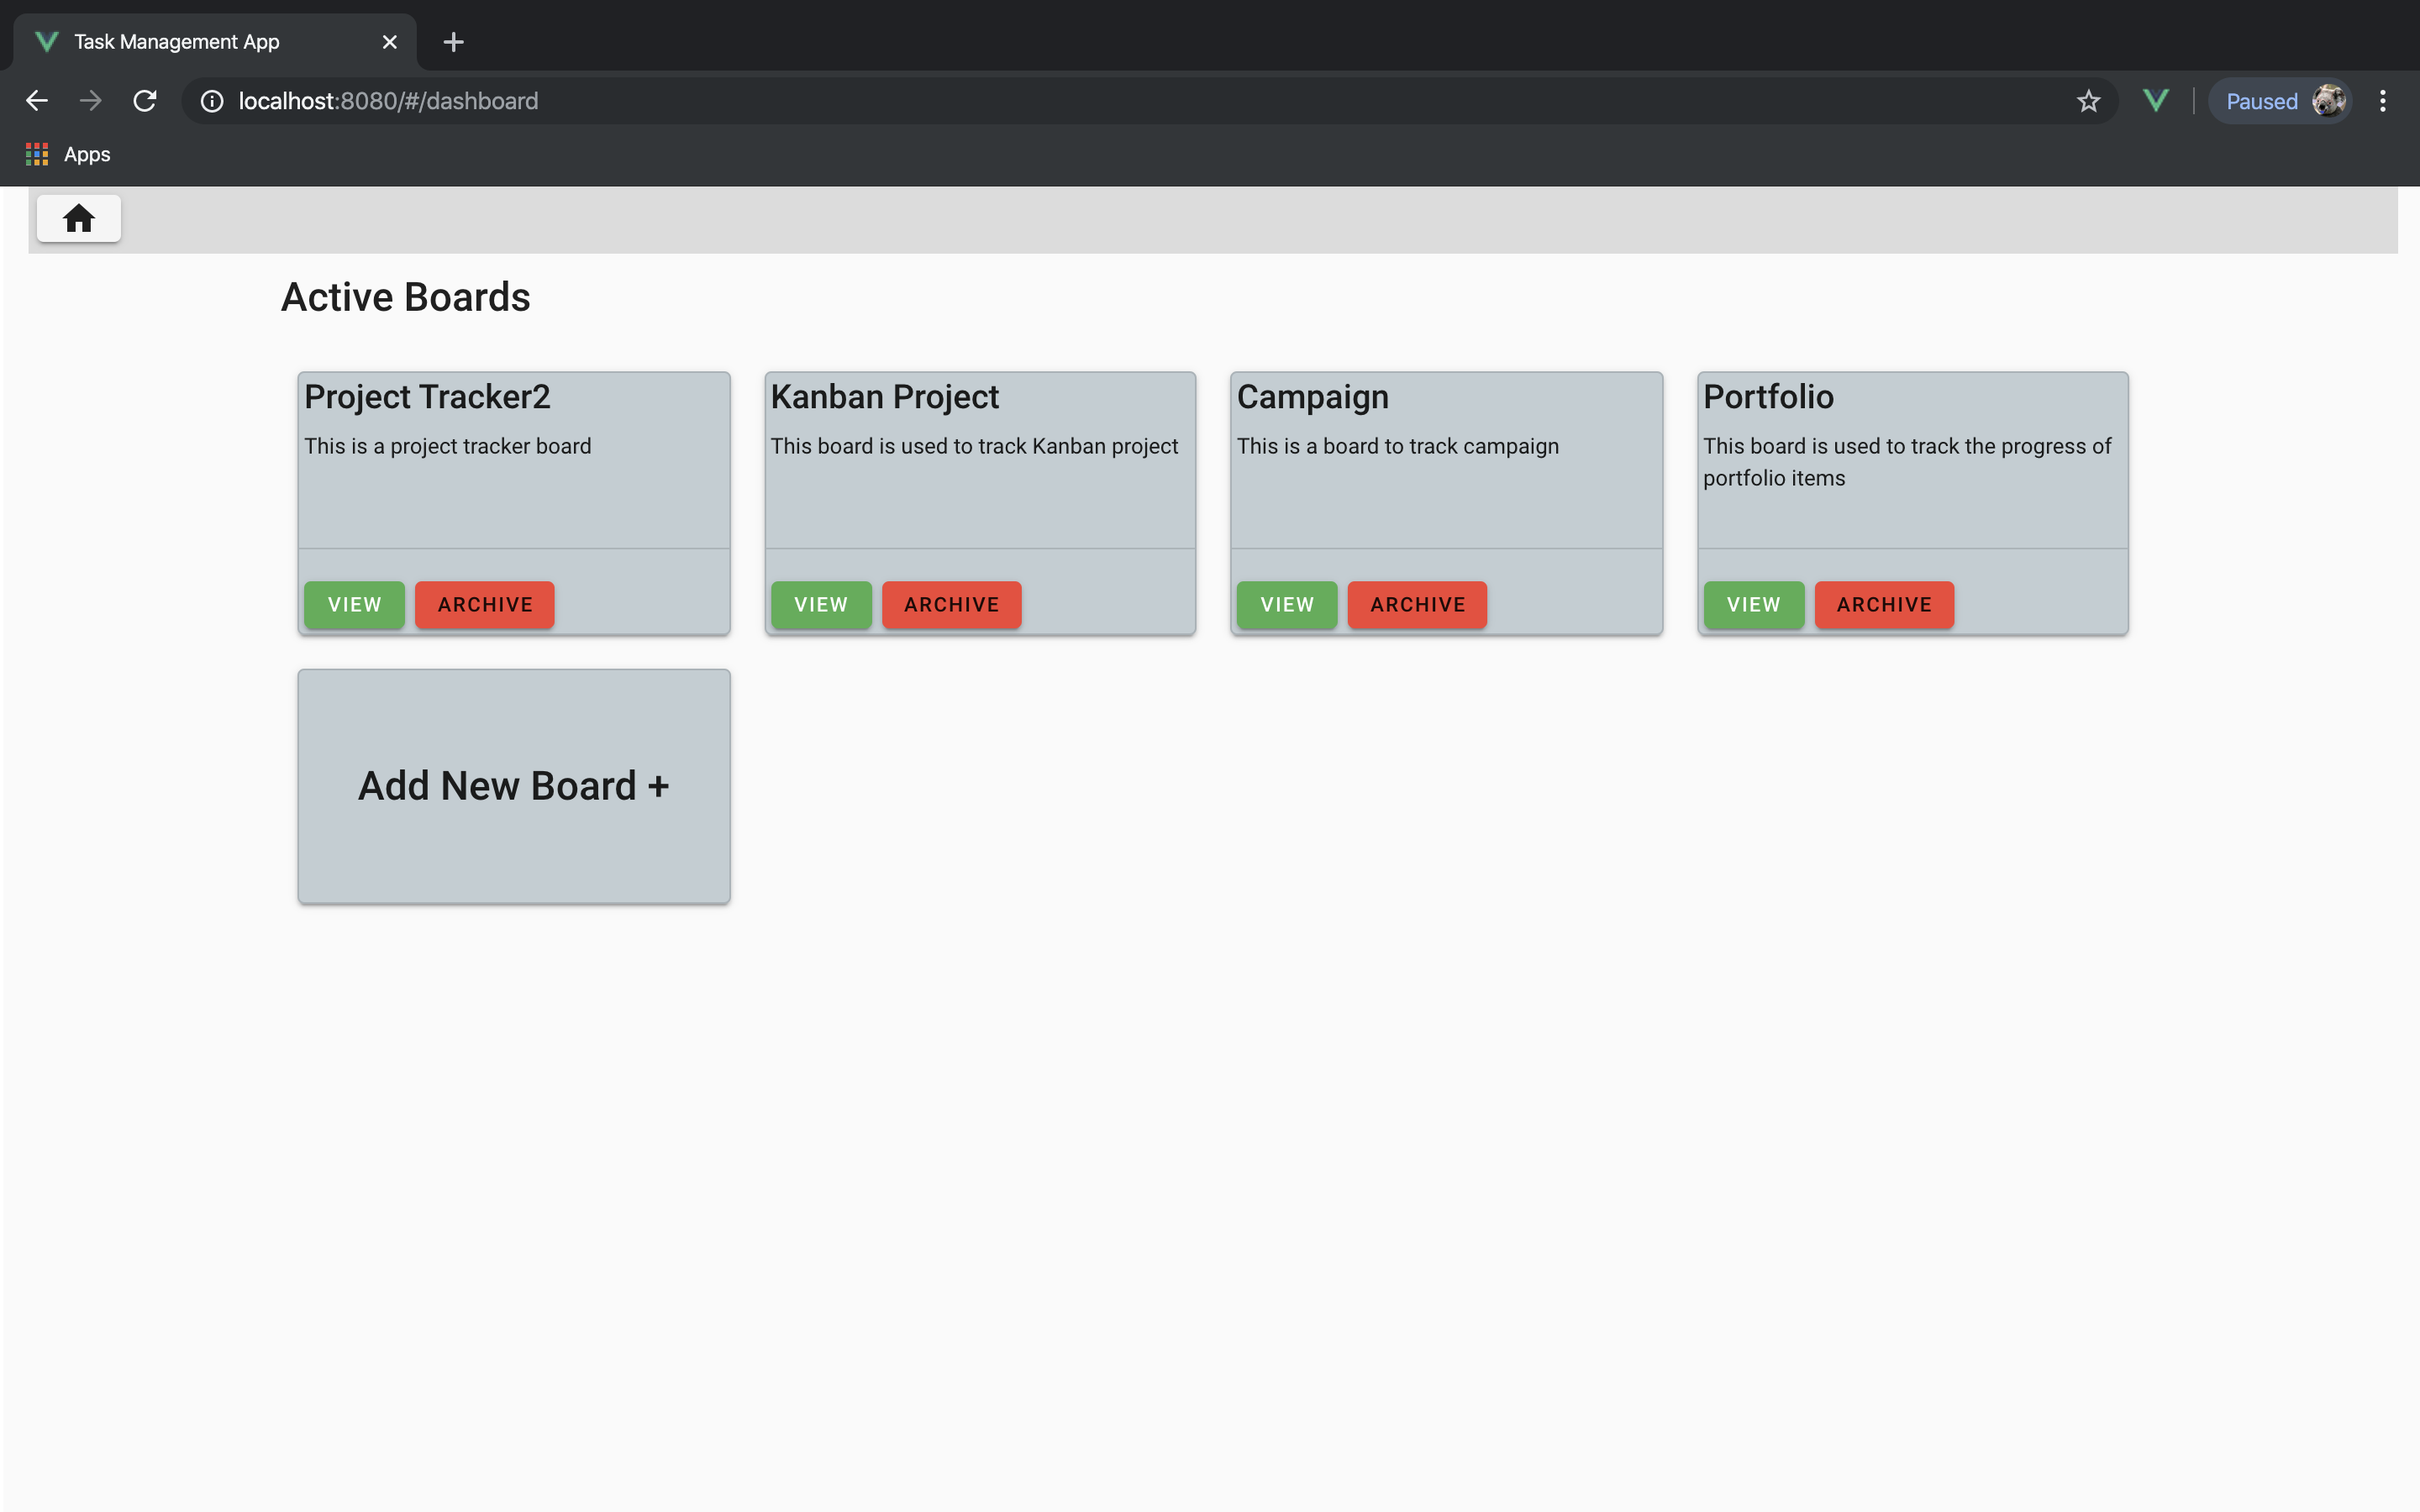 Task Management App
localhost:8080/#/dashboard
Paused
Apps
Active Boards
Project Tracker2
This is a project tracker board
VIEW ARCHIVE
Kanban Project
This board is used to track Kanban project
VIEW ARCHIVE
Campaign
This is a board to track campaign
VIEW ARCHIVE
Portfolio
This board is used to track the progress of
portfolio items
VIEW ARCHIVE
Add New Board +